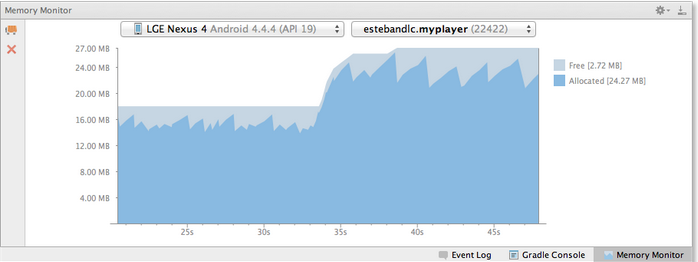 Memory Monitor
LGE Nexus 4 Android 4.4.4 (API 19)
estebandlc.myplayer (22422)
27.00 MB
24.00 MB
20.00 MB
16.00 MB
12.00 MB
8.00 MB
4.00 MB
Free [2.72 MB]
Allocated [24.27 MB]
25s
30s
35s
40s
45s
Event Log
Gradle Console
Memory Monitor